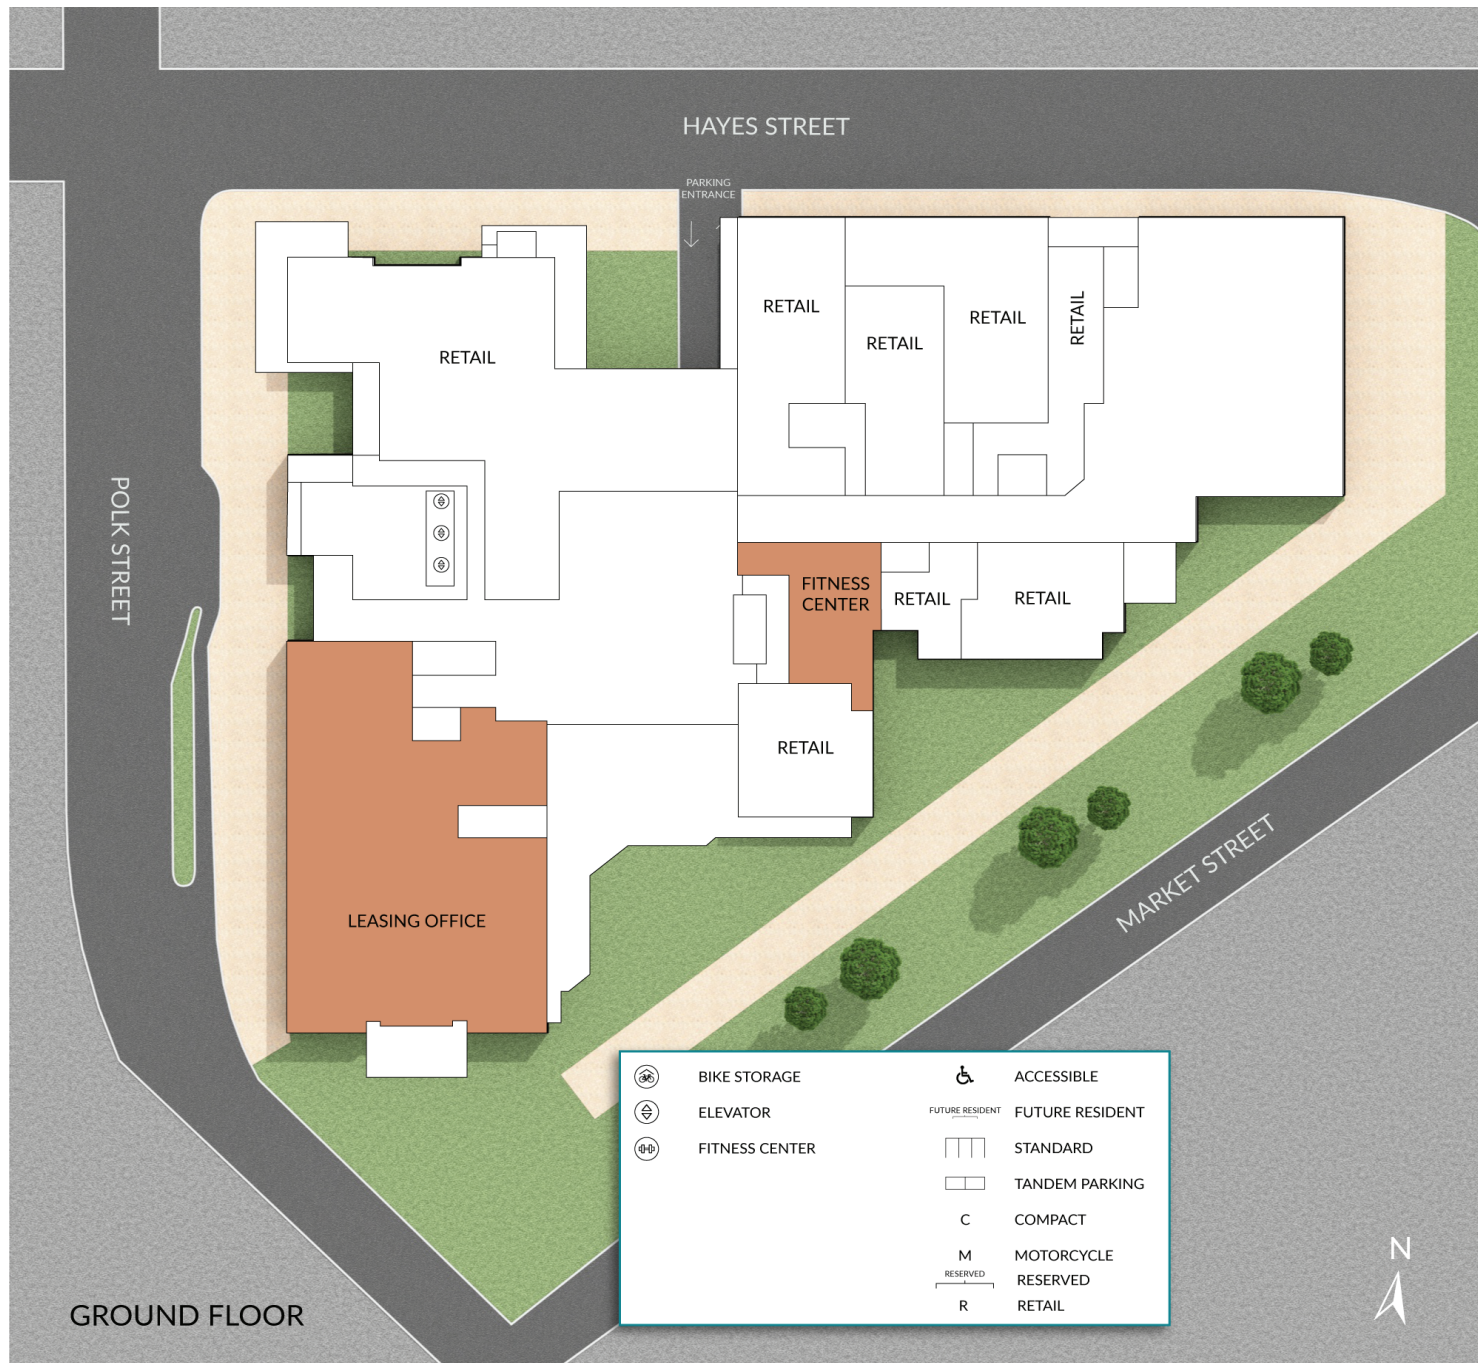 HAYES STREET
PARKING
ENTRANCE
RETAIL
RETAIL
RETAIL
RETAIL
RETAIL
POLK STREET
FITNESS
CENTER
RETAIL
RETAIL
RETAIL
LEASING OFFICE
MARKET STREET
BIKE STORAGE
ELEVATOR
FITNESS CENTER
ACCESSIBLE
FUTURE RESIDENT FUTURE RESIDENT
STANDARD
TANDEM PARKING
C COMPACT
M MOTORCYCLE
RESERVED RESERVED
R RETAIL
N
GROUND FLOOR